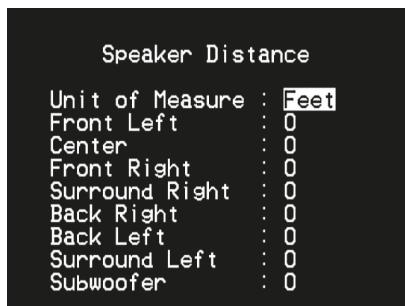 Speaker Distance
Unit of Measure : Feet
Front Left : 0
Center : 0
Front Right : 0
Surround Right : 0
Back Right : 0
Back Left : 0
Surround Left : 0
Subwoofer : 0